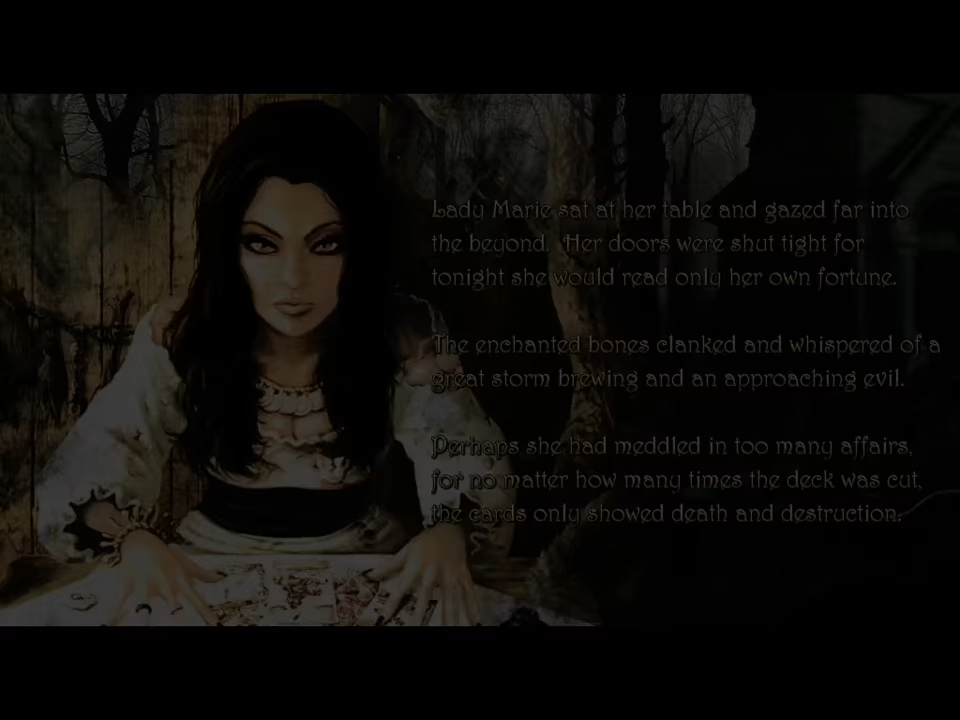 Lady Marie sat at her table and gazed far into
the beyond. Her doors were shut tight for
tonight she would read only her own fortune.
The enchanted bones clanked and whispered of a
great storm brewing and an approaching evil.
Perhaps she had meddled in too many affairs,
for no matter how many times the deck was cut,
the cards only showed death and destruction.